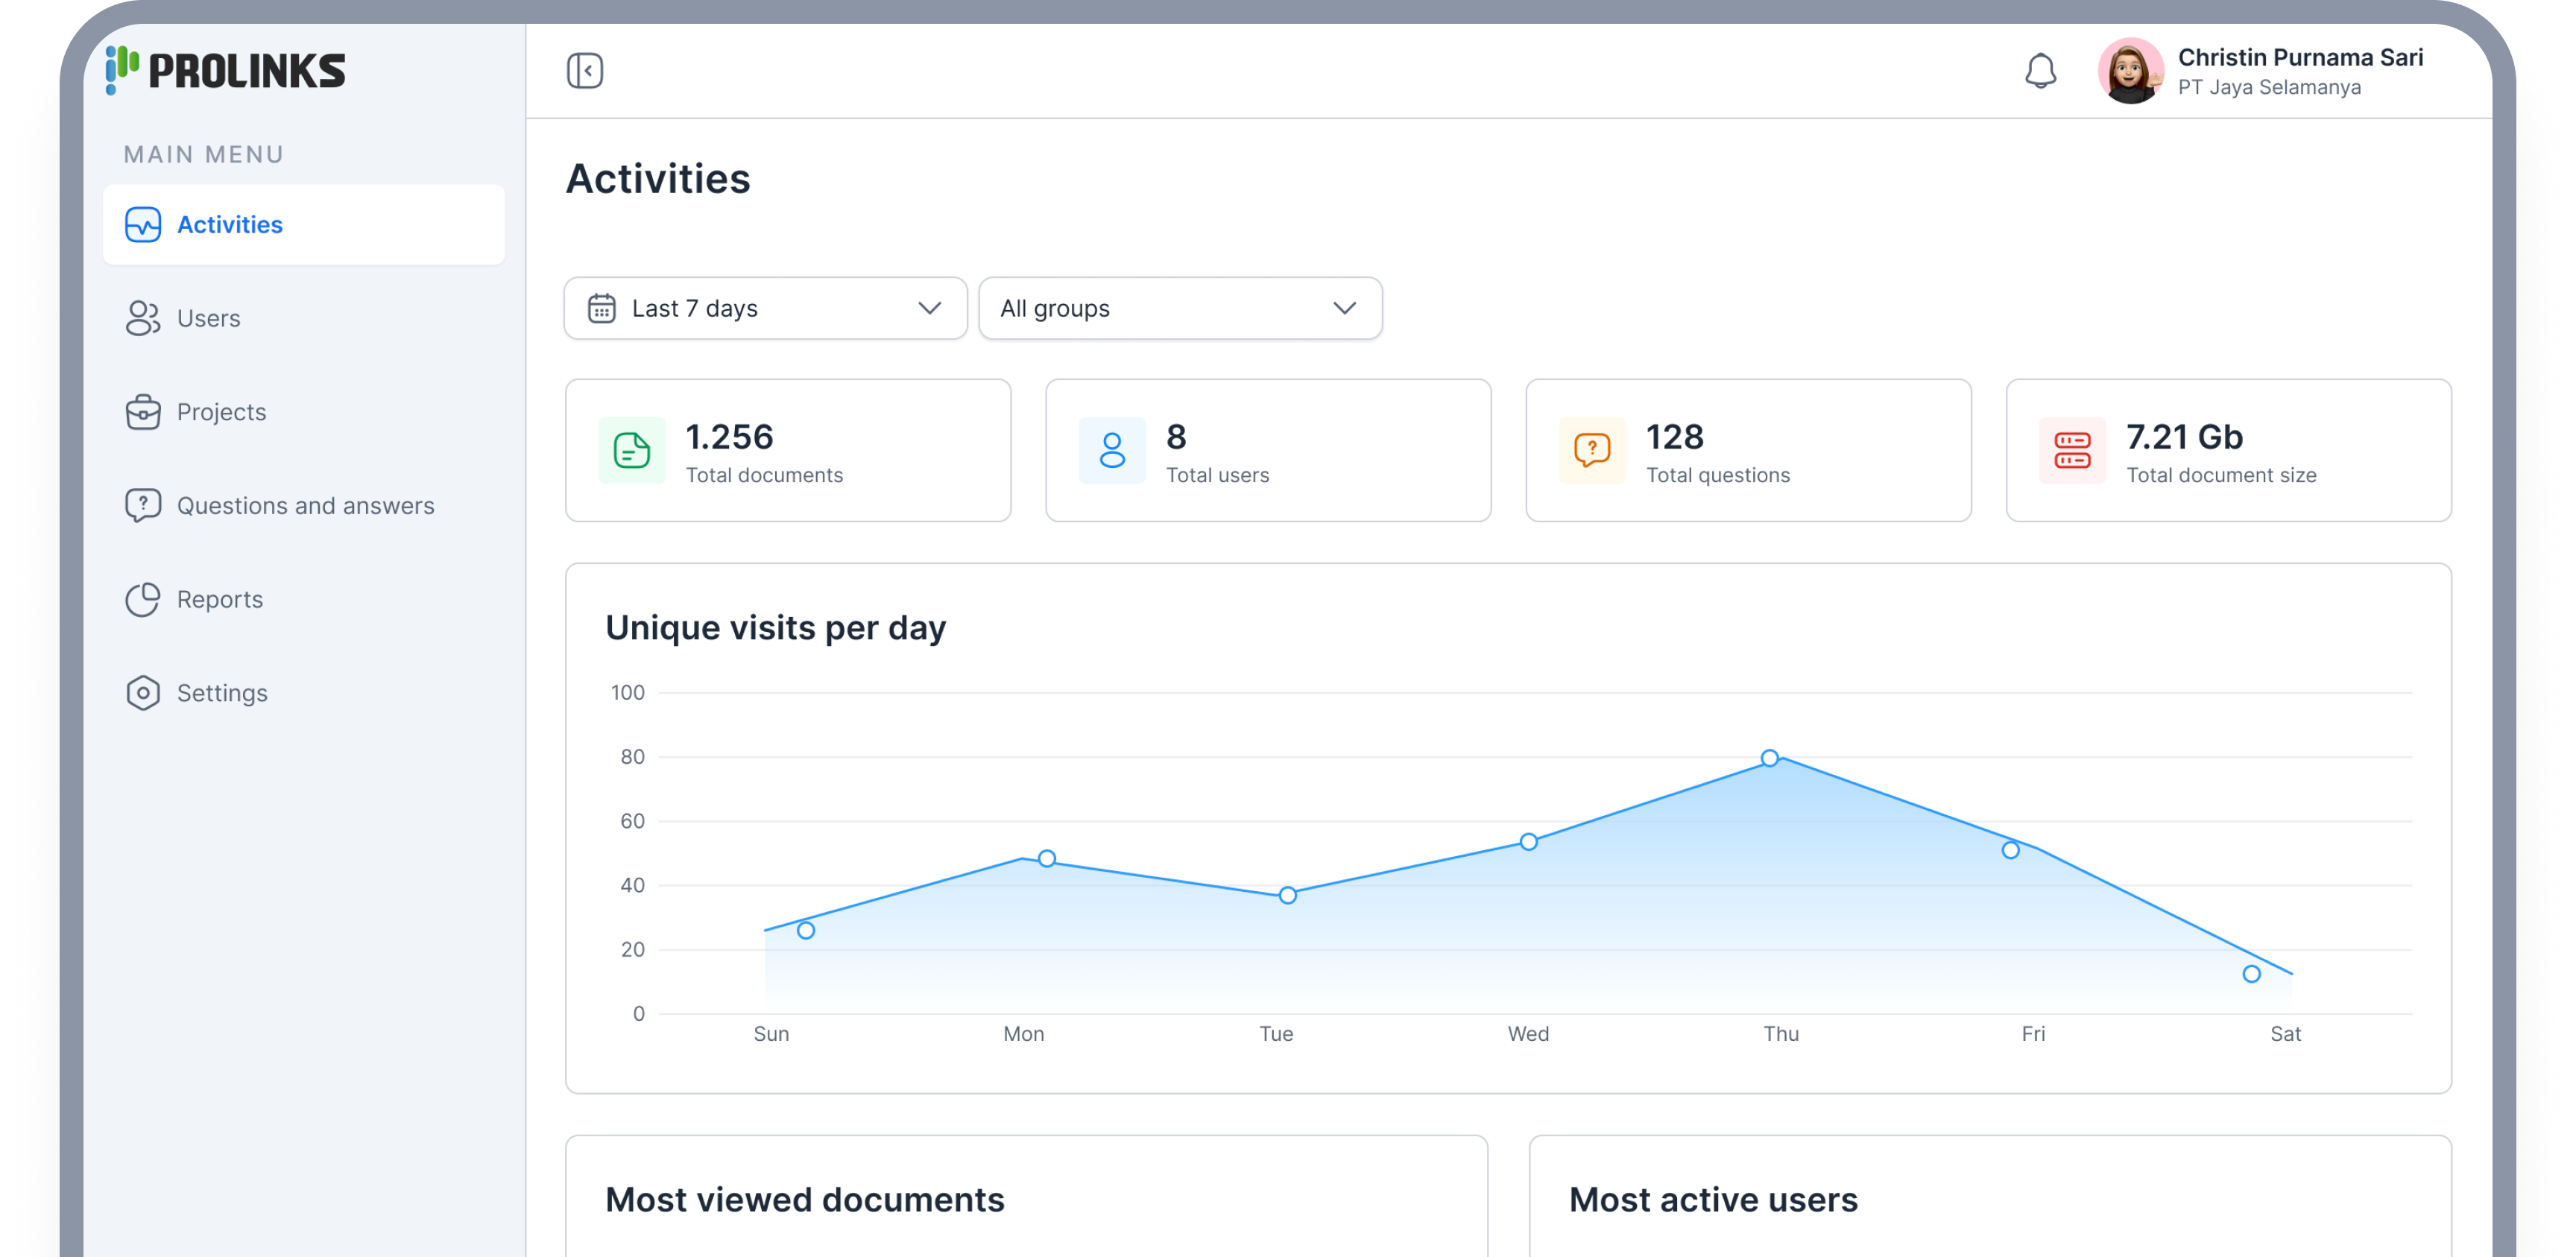 PROLINKS
Christin Purnama Sari
PT Jaya Selamanya
MAIN MENU
Activities
Users
Projects
Questions and answers
Reports
Settings
Activities
Last 7 days
All groups
1.256
Total documents
8
Total users
128
Total questions
7.21 Gb
Total document size
Unique visits per day
100
80
60
40
20
0
Sun Mon Tue Wed Thu Fri Sat
Most viewed documents
Most active users